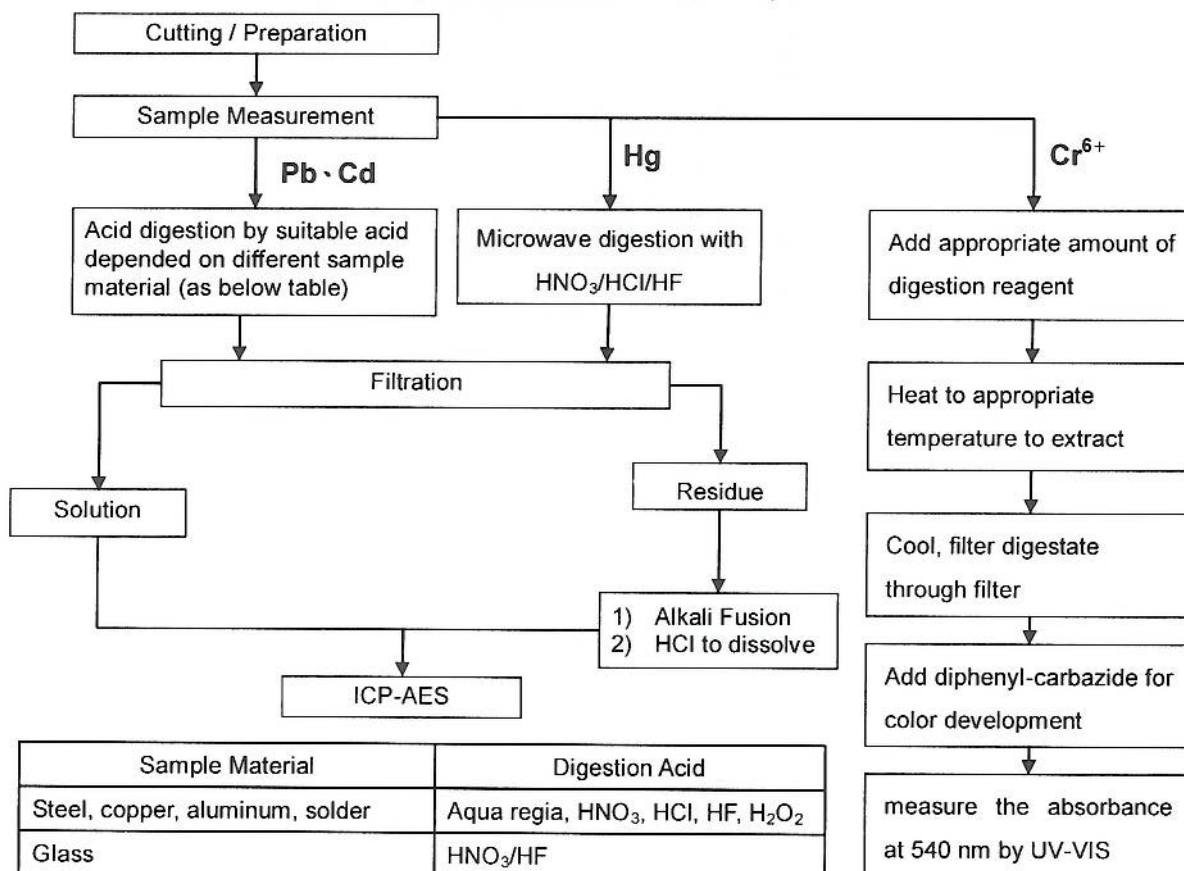 Cutting / Preparation
Sample Measurement
Pb、Cd
Hg
Cr⁶⁺
Acid digestion by suitable acid
depended on different sample
material (as below table)
Microwave digestion with
HNO₃/HCl/HF
Add appropriate amount of
digestion reagent
Filtration
Heat to appropriate
temperature to extract
Solution
Residue
Cool, filter digestate
through filter
1) Alkali Fusion
2) HCl to dissolve
ICP-AES
Add diphenyl-carbazide for
color development
Sample Material
Digestion Acid
Steel, copper, aluminum, solder
Aqua regia, HNO₃, HCl, HF, H₂O₂
Glass
HNO₃/HF
measure the absorbance
at 540 nm by UV-VIS